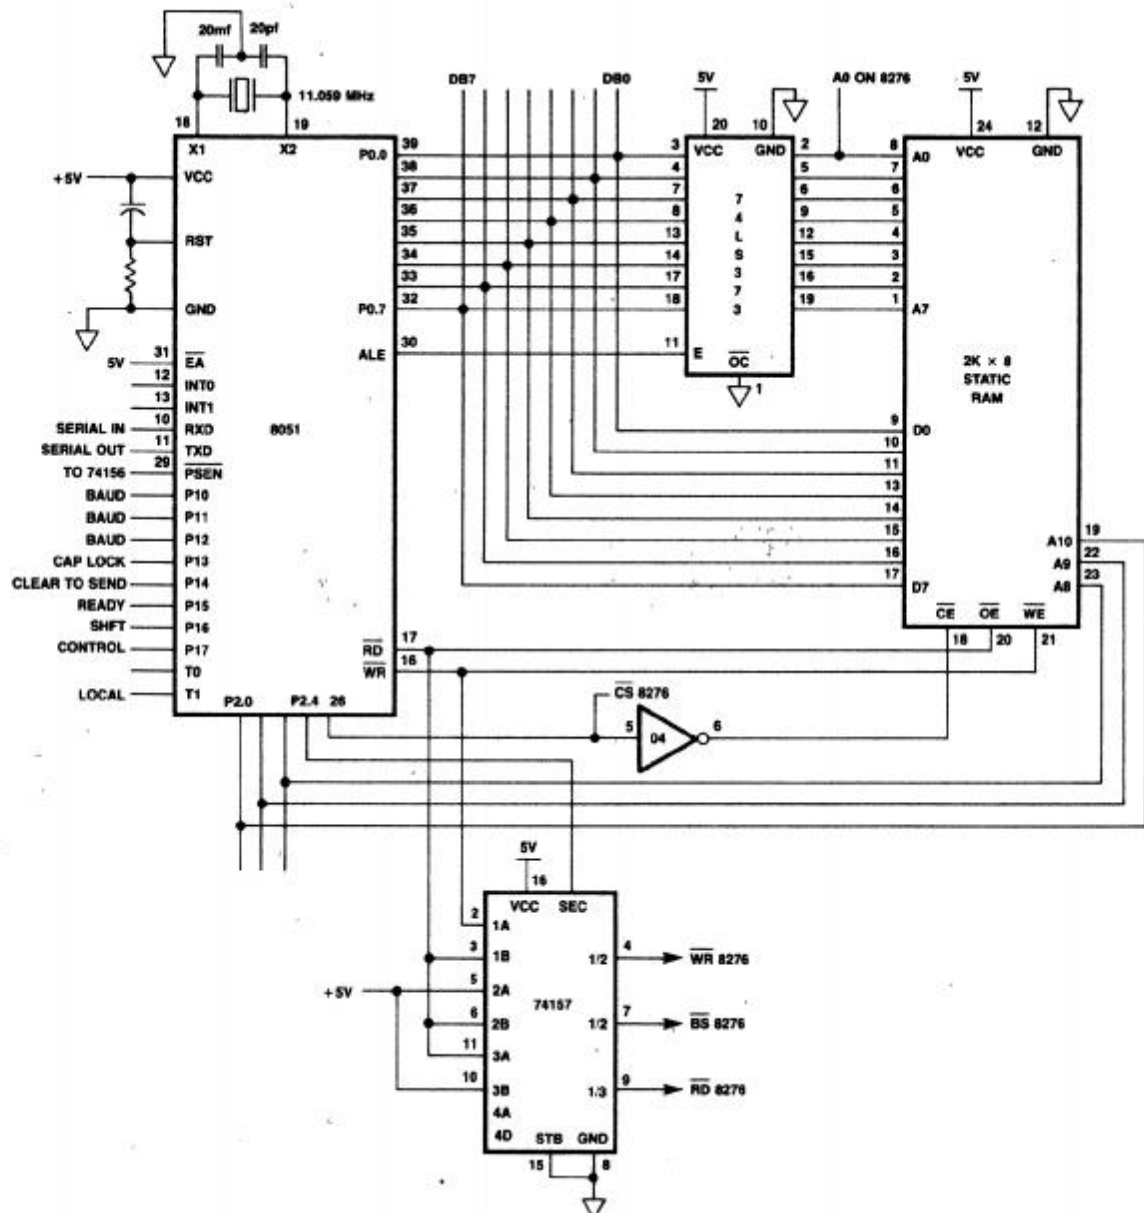 20mf 20pf
11.059 MHz
DB7 DB0
5V
A0 ON 8276
5V
18 19
20 10
24 12
X1 X2
+5V
VCC
RST
GND
5V 31 EA
12 INT0
13 INT1
SERIAL IN 10 RXD
SERIAL OUT 11 TXD
TO 74156 29 PSEN
BAUD P10
BAUD P11
BAUD P12
CAP LOCK P13
CLEAR TO SEND P14
READY P15
SHFT P16
CONTROL P17
T0
LOCAL T1
8051
P2.0 P2.4 26
P0.0 39
38
37
36
35
34
33
P0.7 32
ALE 30
RD 17
WR 16
VCC GND
3 2
4 5
7 6
8 9
13 12
14 15
17 16
18 19
11 E
74LS373
OC
1
VCC GND
8 A0
7
6
5
4
3
2
1 A7
2K × 8
STATIC
RAM
9 D0
10
11
13
14
15
16
17 D7
A10 19
A9 22
A8 23
CE OE WE
18 20 21
CS 8276
5 04 6
5V
16
VCC SEC
2 1A
3 1B
+5V 5 2A
6 2B
11 3A
10 3B
4A
4D
74157
1/2 4 WR 8276
1/2 7 BS 8276
1/3 9 RD 8276
STB GND
15 8